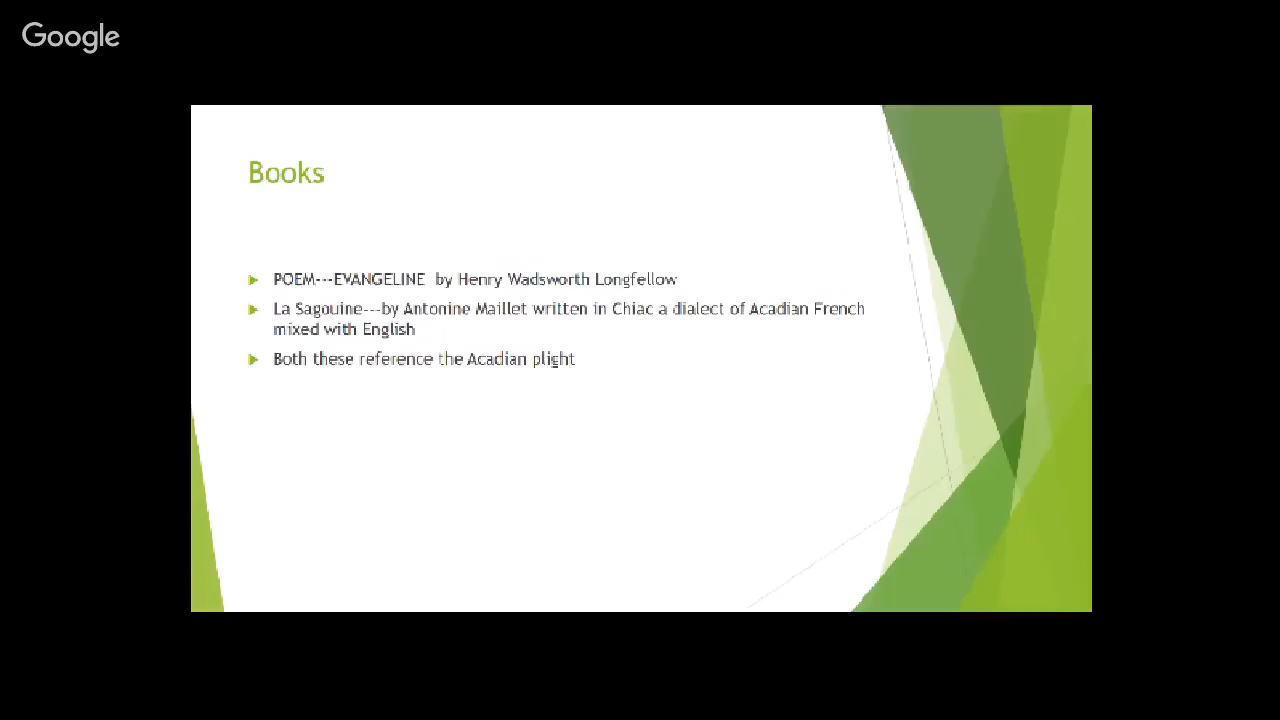 Google
Books
POEM---EVANGELINE by Henry Wadsworth Longfellow
La Sagouine---by Antonine Maillet written in Chiac a dialect of Acadian French
mixed with English
Both these reference the Acadian plight